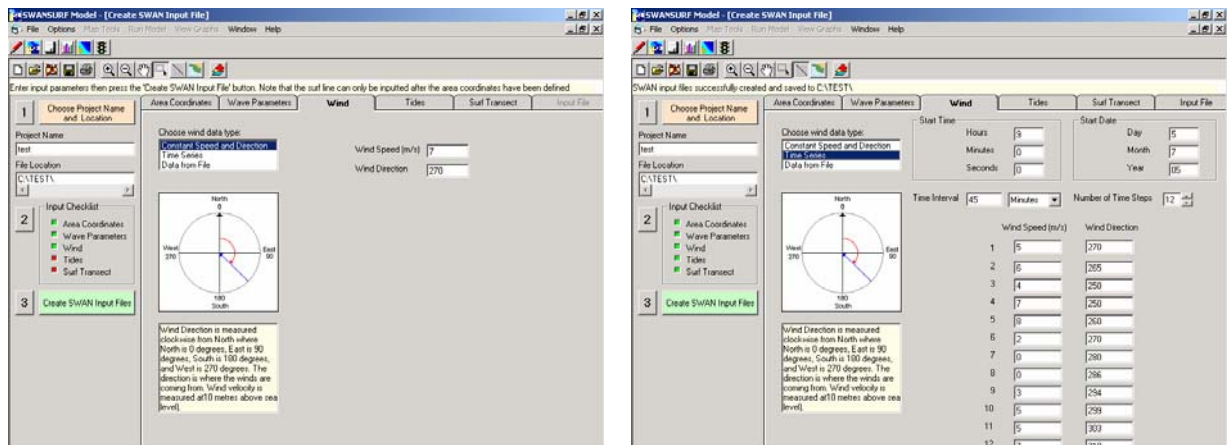 SWANSURF Model - [Create SWAN Input File]
File Options Map Tools Run Model View Graphs Window Help
Enter input parameters then press the 'Create SWAN Input File' button. Note that the surf line can only be inputted after the area coordinates have been defined
1 Choose Project Name and Location
Area Coordinates Wave Parameters Wind Tides Surf Transect Input File
Project Name
test
File Location
C:\TEST\
2
Input Checklist
Area Coordinates
Wave Parameters
Wind
Tides
Surf Transect
3 Create SWAN Input Files
Choose wind data type:
Constant Speed and Direction
Time Series
Data from File
Wind Speed (m/s) 7
Wind Direction 270
North
0
West
270
East
90
180
South
Wind Direction is measured
clockwise from North where
North is 0 degrees, East is 90
degrees, South is 180 degrees,
and West is 270 degrees. The
direction is where the winds are
coming from. Wind velocity is
measured at10 metres above sea
level).
SWANSURF Model - [Create SWAN Input File]
File Options Map Tools Run Model View Graphs Window Help
SWAN input files successfully created and saved to C:\TEST\
1 Choose Project Name and Location
Area Coordinates Wave Parameters Wind Tides Surf Transect Input File
Project Name
test
File Location
C:\TEST\
2
Input Checklist
Area Coordinates
Wave Parameters
Wind
Tides
Surf Transect
3 Create SWAN Input Files
Choose wind data type:
Constant Speed and Direction
Time Series
Data from File
North
0
West
270
East
90
180
South
Wind Direction is measured
clockwise from North where
North is 0 degrees, East is 90
degrees, South is 180 degrees,
and West is 270 degrees. The
direction is where the winds are
coming from. Wind velocity is
measured at10 metres above sea
level).
Start Time
Hours 9
Minutes 0
Seconds 0
Start Date
Day 5
Month 7
Year 05
Time Interval 45 Minutes Number of Time Steps 12
Wind Speed (m/s) Wind Direction
1 5 270
2 6 265
3 4 250
4 7 250
5 8 260
6 2 270
7 0 280
8 0 286
9 3 294
10 5 299
11 5 303
12